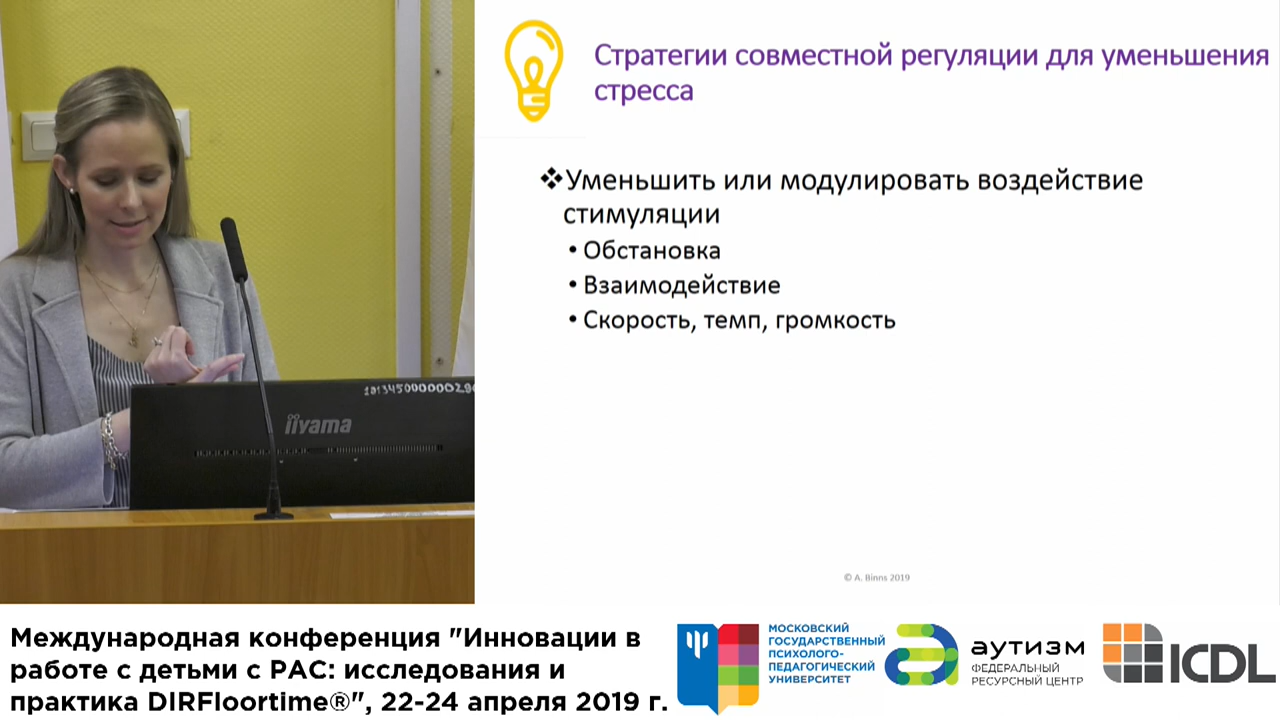 Стратегии совместной регуляции для уменьшения
стресса
❖Уменьшить или модулировать воздействие
стимуляции
• Обстановка
• Взаимодействие
• Скорость, темп, громкость
iiyama
© A. Binns 2019
Международная конференция "Инновации в
работе с детьми с РАС: исследования и
практика DIRFloortime®", 22-24 апреля 2019 г.
МОСКОВСКИЙ
ГОСУДАРСТВЕННЫЙ
ПСИХОЛОГО-
ПЕДАГОГИЧЕСКИЙ
УНИВЕРСИТЕТ
аутизм
ФЕДЕРАЛЬНЫЙ
РЕСУРСНЫЙ ЦЕНТР
ICDL